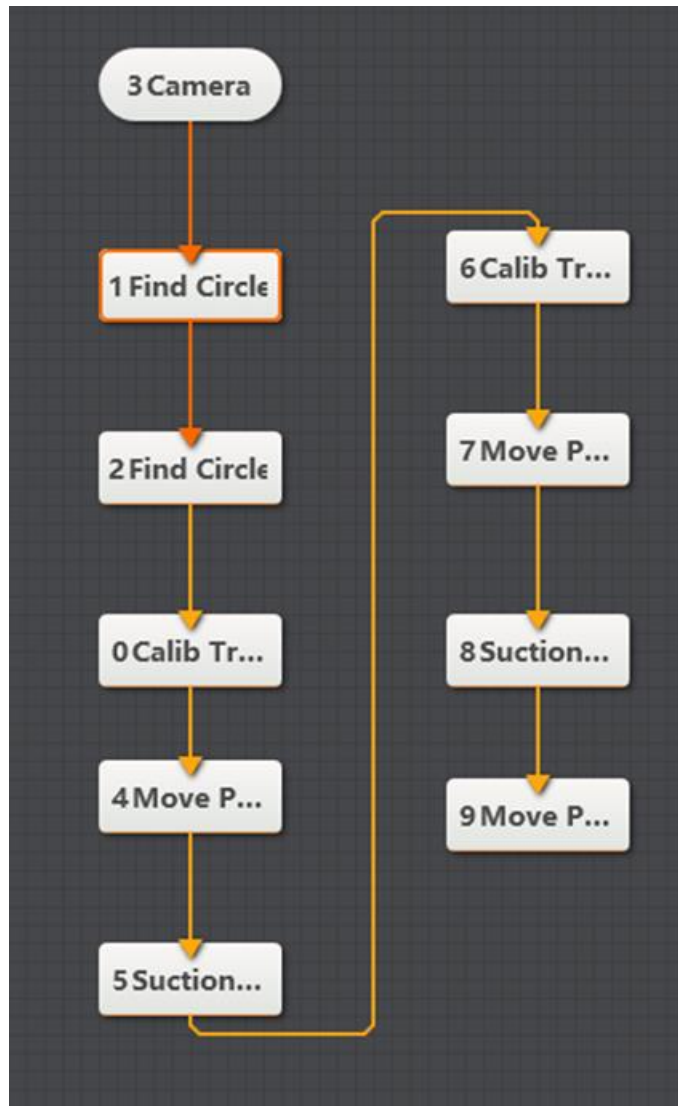 3 Camera
1 Find Circle
2 Find Circle
0 Calib Tr...
4 Move P...
5 Suction...
6 Calib Tr...
7 Move P...
8 Suction...
9 Move P...